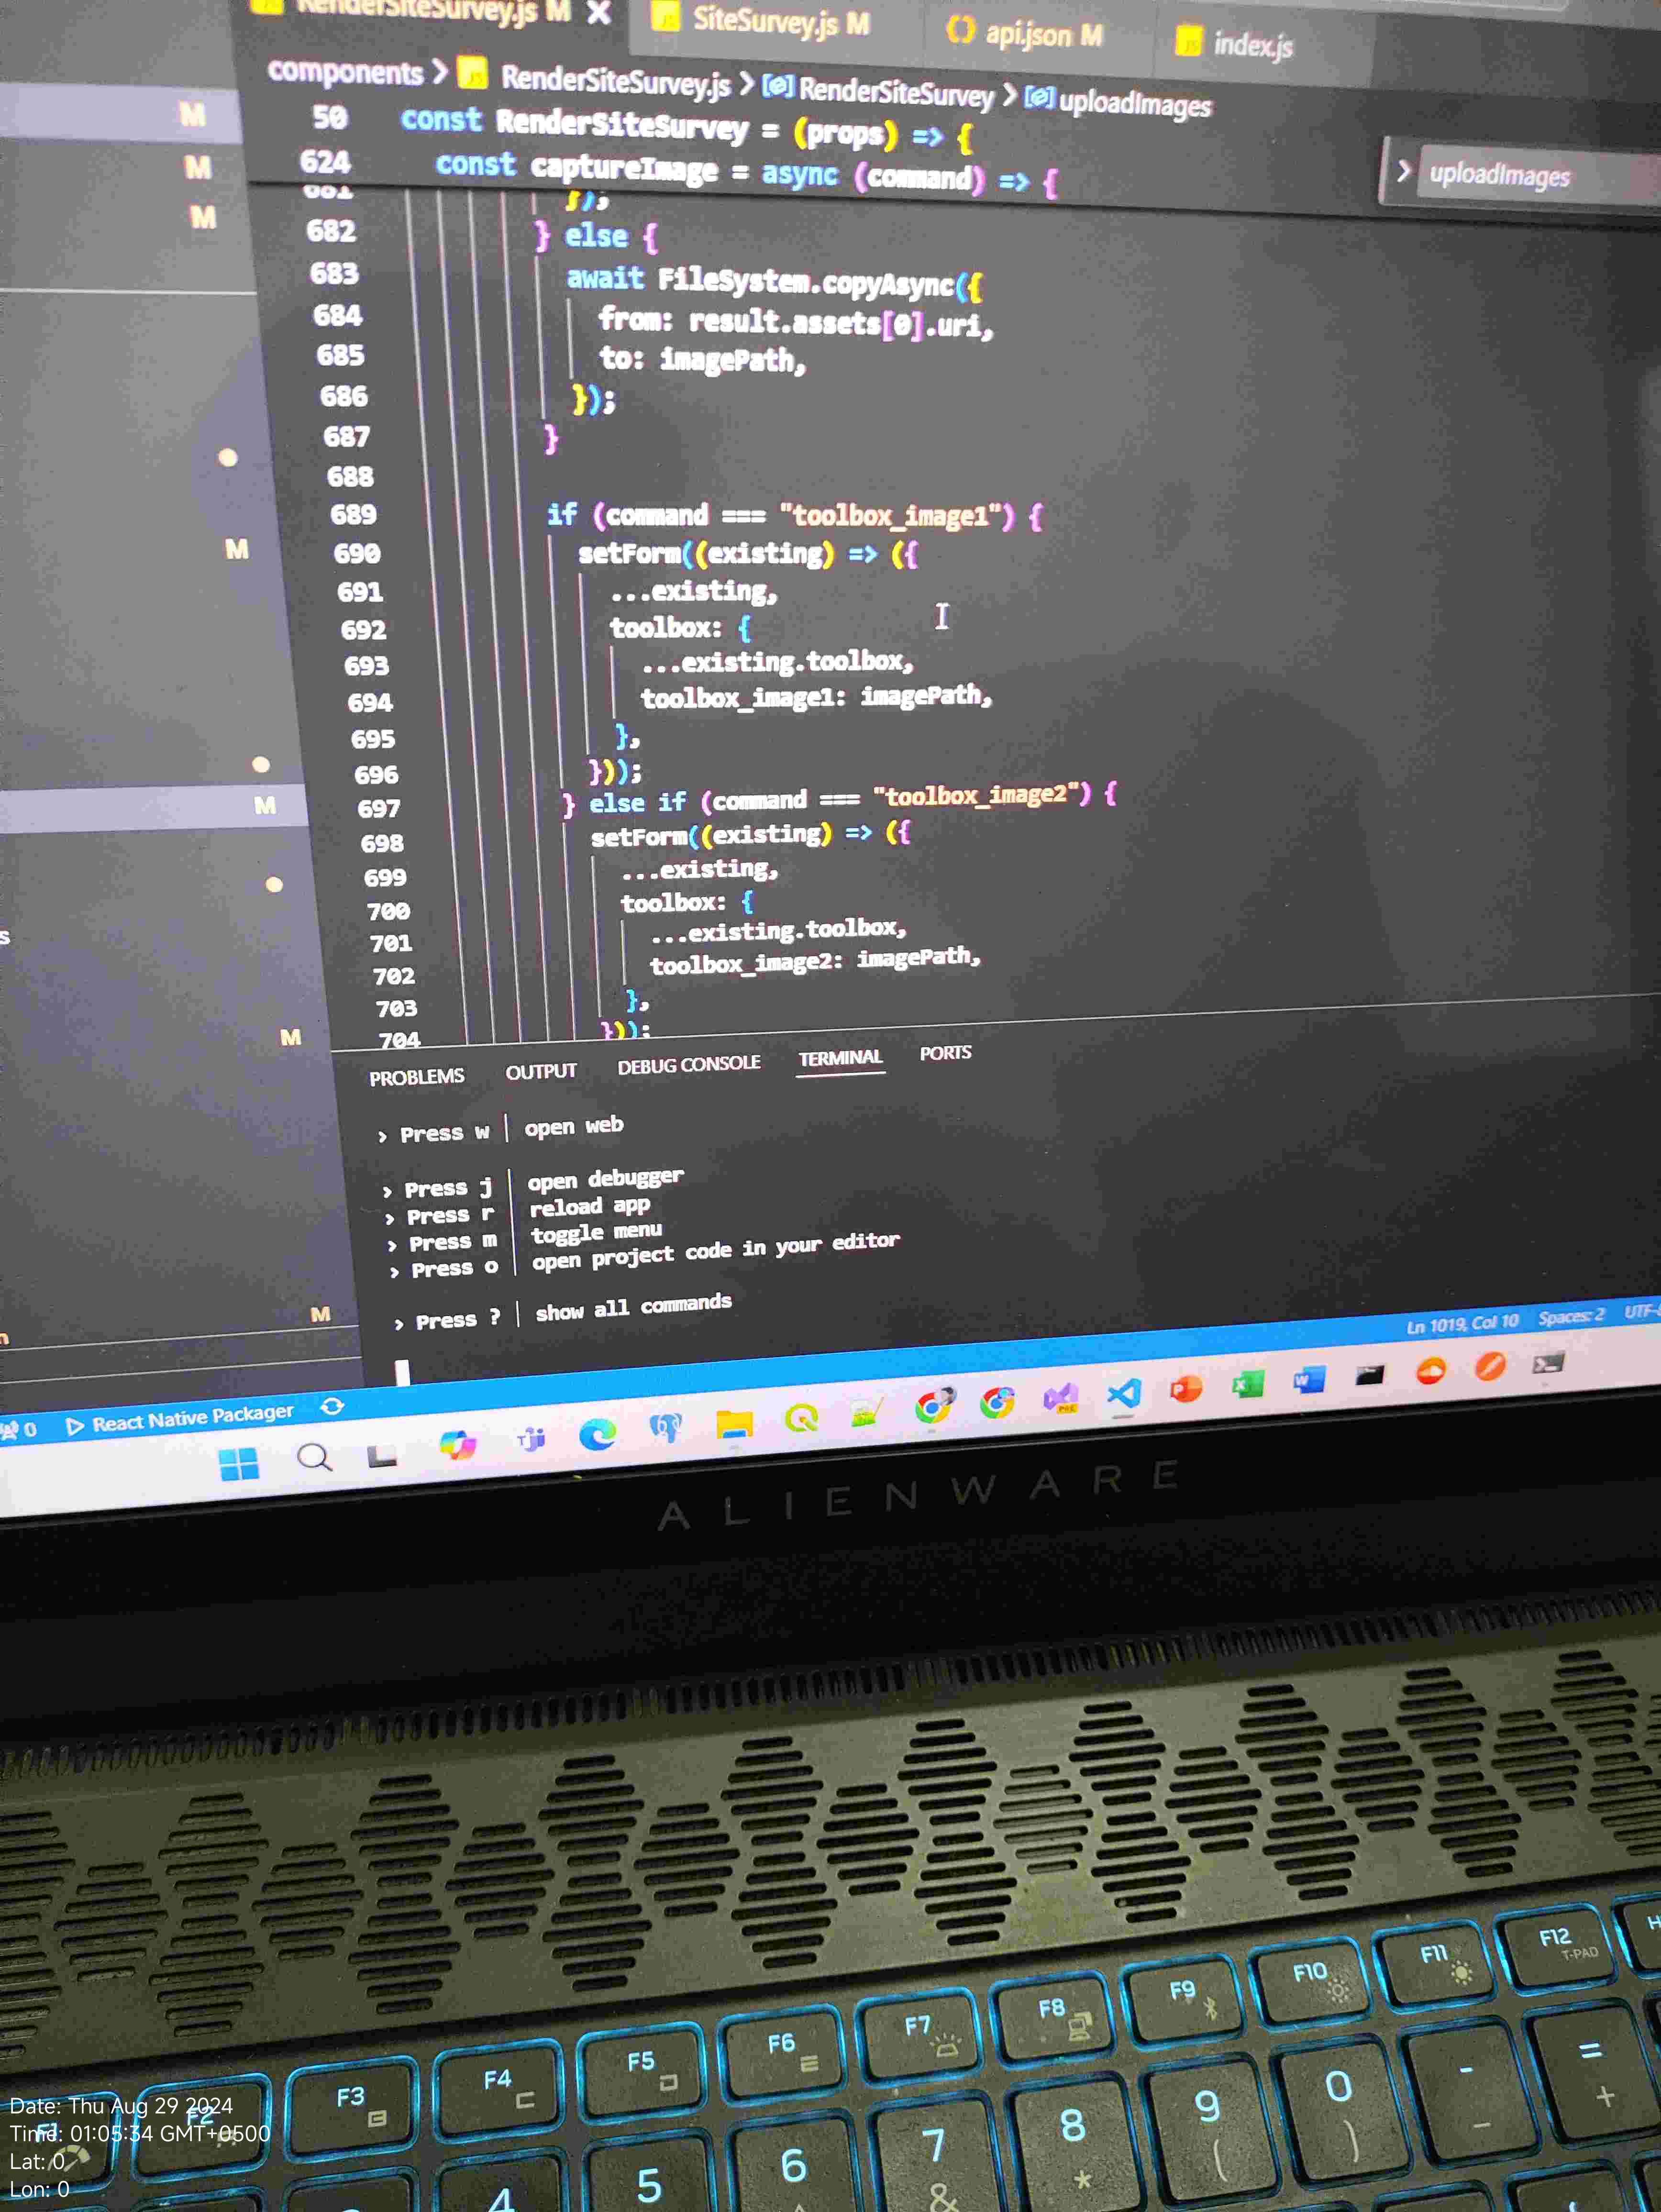 RenderSiteSurvey.js M
SiteSurvey.js M
{} api.json M
JS index.js
components > JS RenderSiteSurvey.js > RenderSiteSurvey > uploadImages
50 const RenderSiteSurvey = (props) => {
624 const captureImage = async (command) => {
> uploadImages
681 });
682 } else {
683 await FileSystem.copyAsync({
684 from: result.assets[0].uri,
685 to: imagePath,
686 });
687 }
688
689 if (command === "toolbox_image1") {
690 setForm((existing) => ({
691 ...existing,
692 toolbox: {
693 ...existing.toolbox,
694 toolbox_image1: imagePath,
695 },
696 }));
697 } else if (command === "toolbox_image2") {
698 setForm((existing) => ({
699 ...existing,
700 toolbox: {
701 ...existing.toolbox,
702 toolbox_image2: imagePath,
703 },
704 }));
M
M
M
M
M
M
M
PROBLEMS OUTPUT DEBUG CONSOLE TERMINAL PORTS
› Press w │ open web
› Press j │ open debugger
› Press r │ reload app
› Press m │ toggle menu
› Press o │ open project code in your editor
› Press ? │ show all commands
Ln 1019, Col 10 Spaces: 2
0 React Native Packager
ALIENWARE
F1 F2 F3 F4 F5 F6 F7 F8 F9 F10 F11 F12
T-PAD
4 5 6 7 & 8 * 9 ( 0 ) - _ = +
Date: Thu Aug 29 2024
Time: 01:05:34 GMT+0500
Lat: 0
Lon: 0